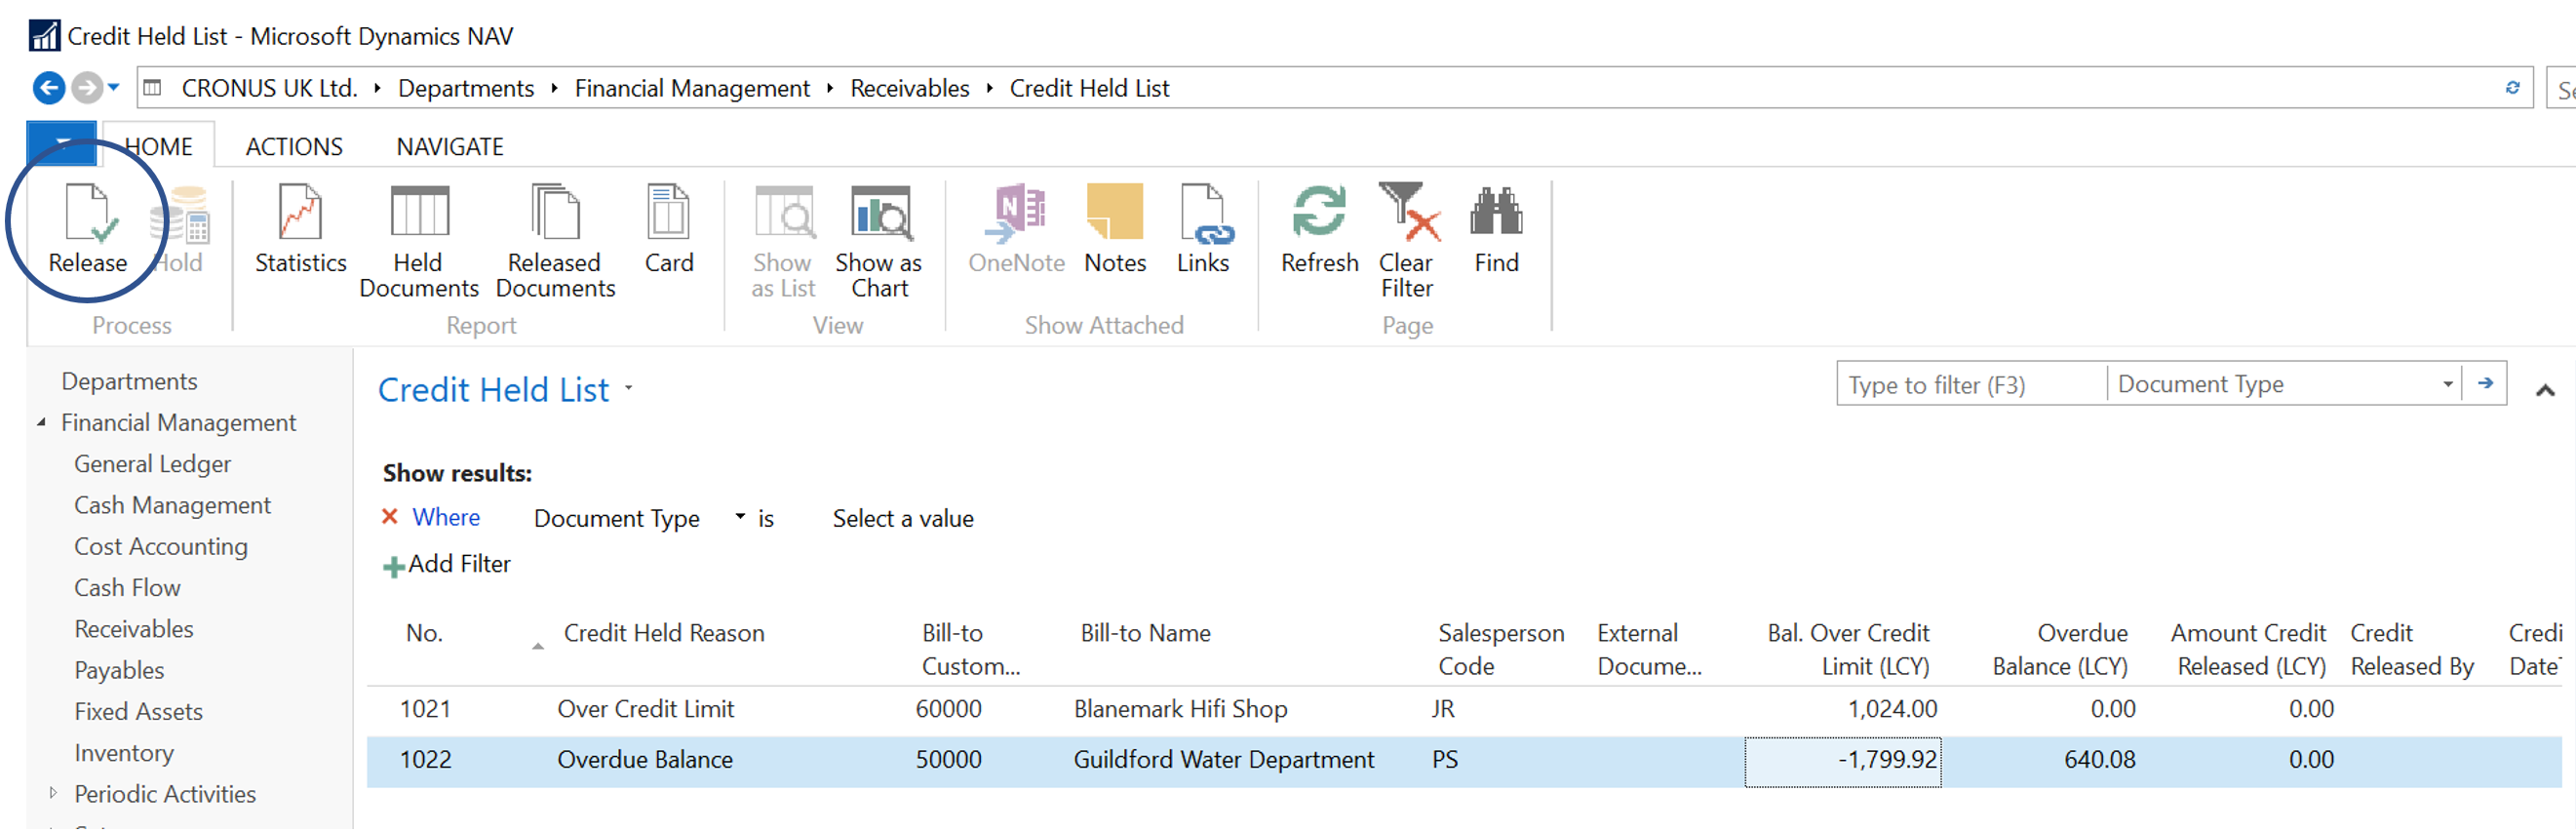 Credit Held List - Microsoft Dynamics NAV
CRONUS UK Ltd. Departments Financial Management Receivables Credit Held List
HOME ACTIONS NAVIGATE
Release Hold Statistics Held Documents Released Documents Card Show as List Show as Chart OneNote Notes Links Refresh Clear Filter Find
Process Report View Show Attached Page
Departments
Financial Management
General Ledger
Cash Management
Cost Accounting
Cash Flow
Receivables
Payables
Fixed Assets
Inventory
Periodic Activities
Credit Held List
Type to filter (F3) Document Type
Show results:
Where Document Type is Select a value
Add Filter
No. Credit Held Reason Bill-to Custom... Bill-to Name Salesperson Code External Docume... Bal. Over Credit Limit (LCY) Overdue Balance (LCY) Amount Credit Released (LCY) Credit Released By
1021 Over Credit Limit 60000 Blanemark Hifi Shop JR 1,024.00 0.00 0.00
1022 Overdue Balance 50000 Guildford Water Department PS -1,799.92 640.08 0.00